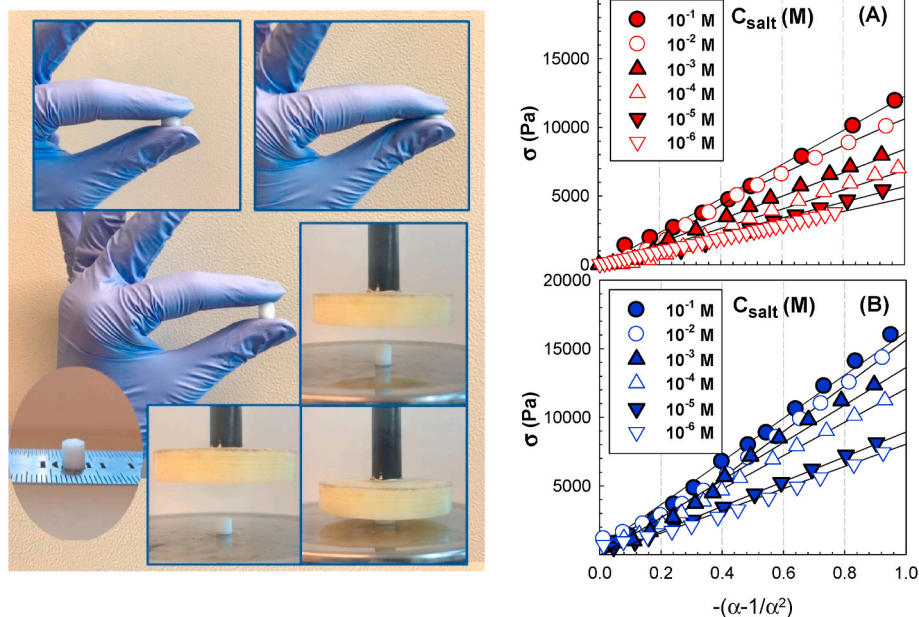 C_salt (M)
(A)
10⁻¹ M
10⁻² M
10⁻³ M
10⁻⁴ M
10⁻⁵ M
10⁻⁶ M
σ (Pa)
15000
10000
5000
0
C_salt (M)
(B)
10⁻¹ M
10⁻² M
10⁻³ M
10⁻⁴ M
10⁻⁵ M
10⁻⁶ M
σ (Pa)
20000
15000
10000
5000
0.0 0.2 0.4 0.6 0.8 1.0
-(α-1/α²)